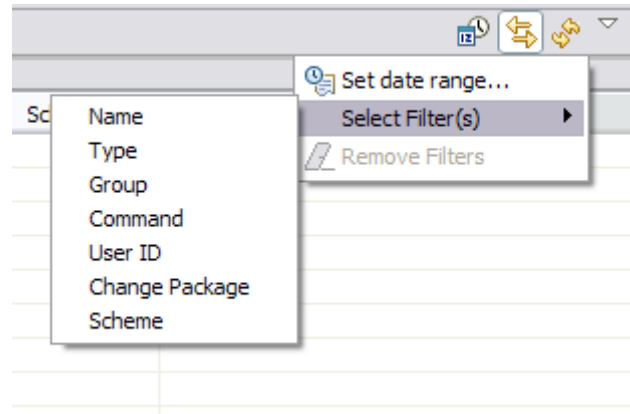 Set date range...
Select Filter(s)
Remove Filters
Sc
Name
Type
Group
Command
User ID
Change Package
Scheme